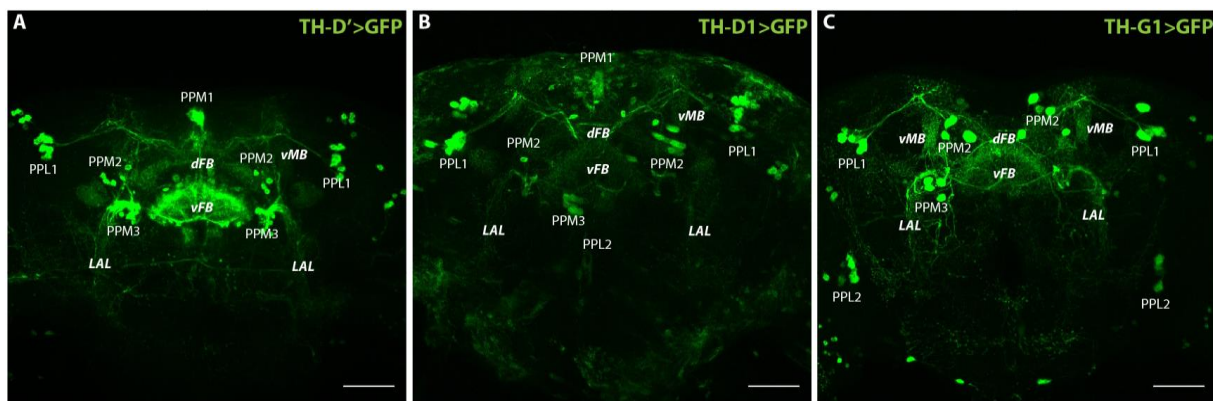 A
TH-D'>GFP
PPM1
PPL1
PPM2
dFB
PPM2
vMB
PPL1
vFB
PPM3
PPM3
LAL
LAL
B
TH-D1>GFP
PPM1
vMB
PPL1
PPM2
dFB
PPM2
PPL1
vFB
PPM3
LAL
PPL2
LAL
C
TH-G1>GFP
PPM2
vMB
dFB
vMB
PPL1
PPM2
PPL1
vFB
PPM3
LAL
LAL
PPL2
PPL2